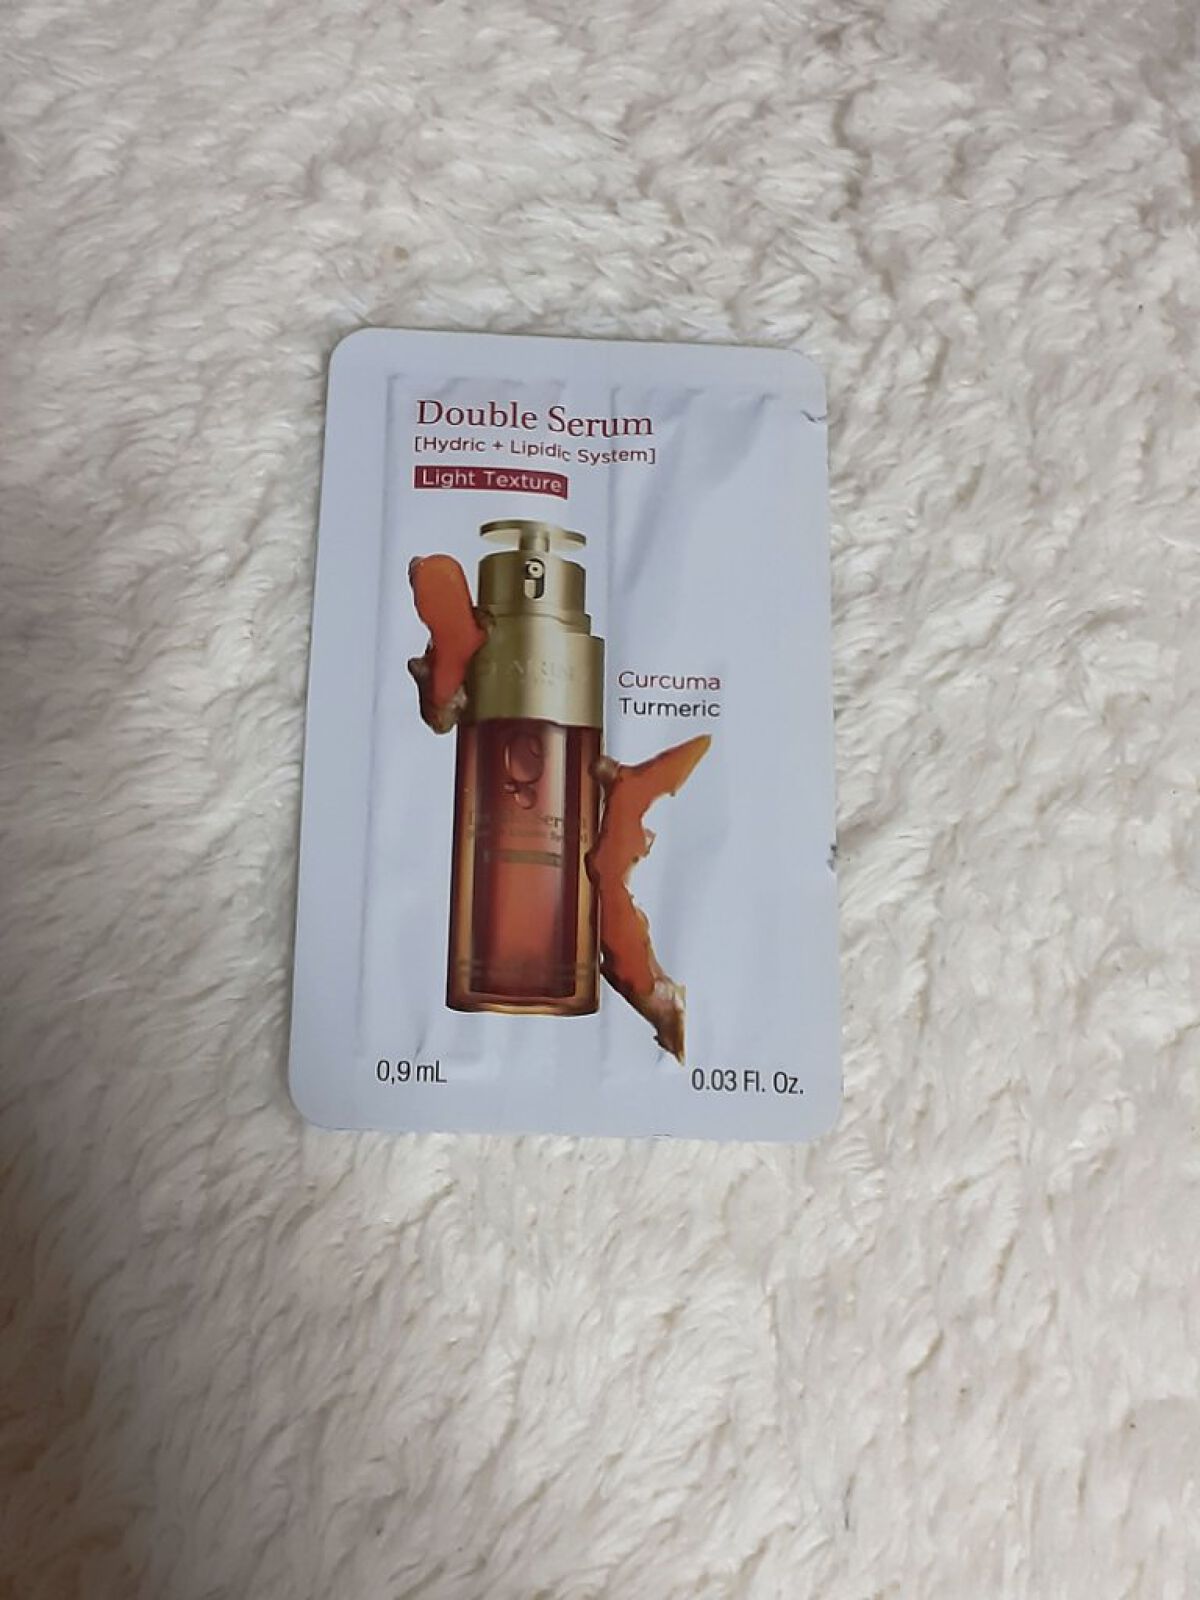 Double Serum
[Hydric + Lipidic System]
Light Texture
Curcuma
Turmeric
0,9 mL
0.03 Fl. Oz.